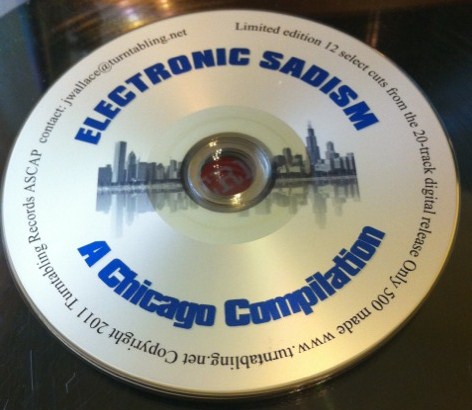 ELECTRONIC SADISM
A Chicago Compilation
Limited edition 12 select cuts from the 20-track digital release Only 500 made www.turntabling.net Copyright 2011 Turntabling Records ASCAP contact: jwallace@turntabling.net